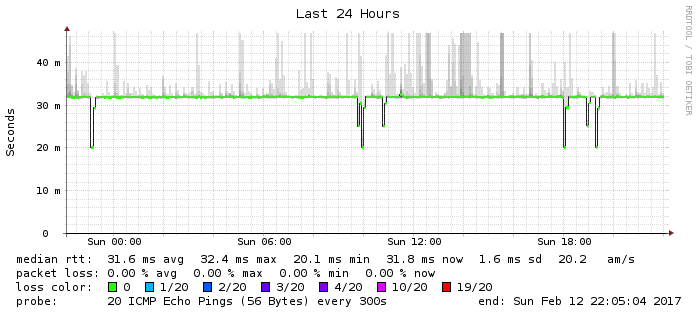 Last 24 Hours
RRDTOOL / TOBI OETIKER
Seconds
40 m
30 m
20 m
10 m
0
Sun 00:00 Sun 06:00 Sun 12:00 Sun 18:00
median rtt: 31.6 ms avg 32.4 ms max 20.1 ms min 31.8 ms now 1.6 ms sd 20.2 am/s
packet loss: 0.00 % avg 0.00 % max 0.00 % min 0.00 % now
loss color: 0 1/20 2/20 3/20 4/20 10/20 19/20
probe: 20 ICMP Echo Pings (56 Bytes) every 300s end: Sun Feb 12 22:05:04 2017